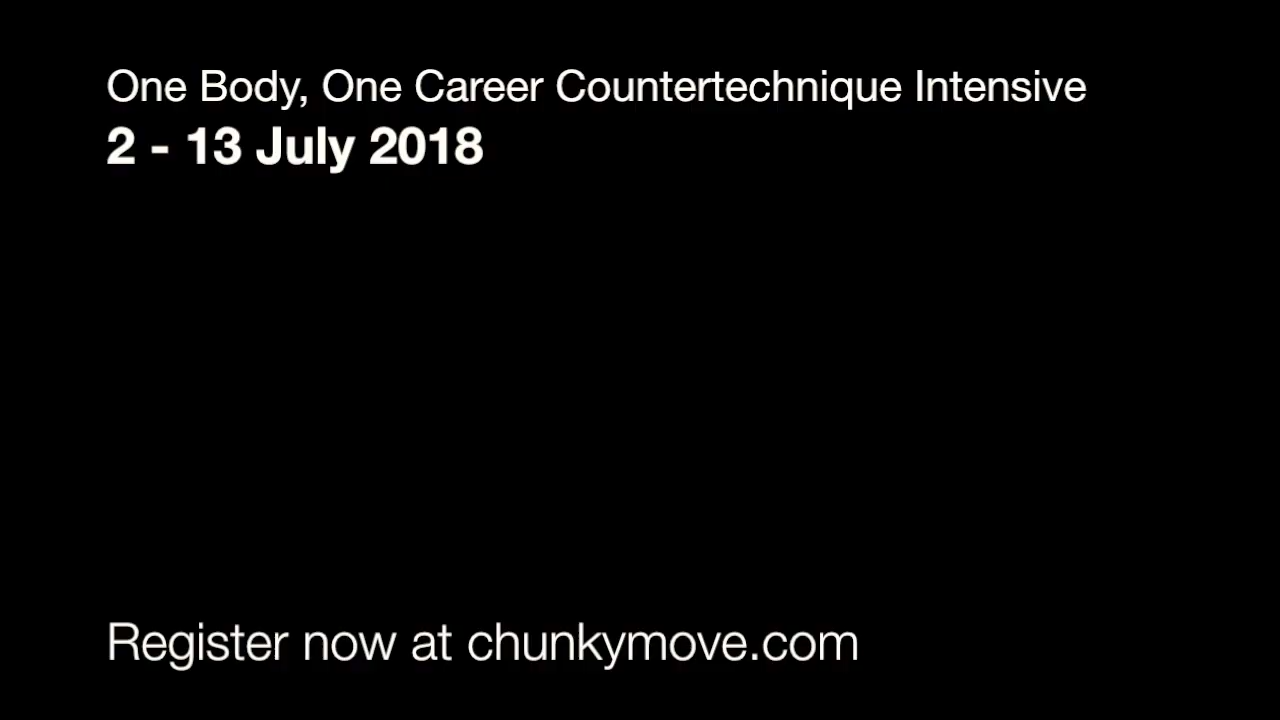 One Body, One Career Countertechnique Intensive
2 - 13 July 2018
Register now at chunkymove.com